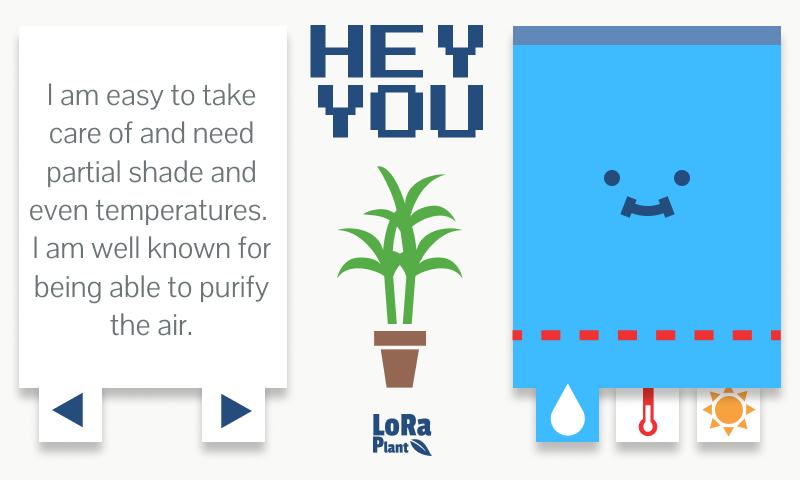 I am easy to take
care of and need
partial shade and
even temperatures.
I am well known for
being able to purify
the air.
HEY
YOU
LoRa
Plant